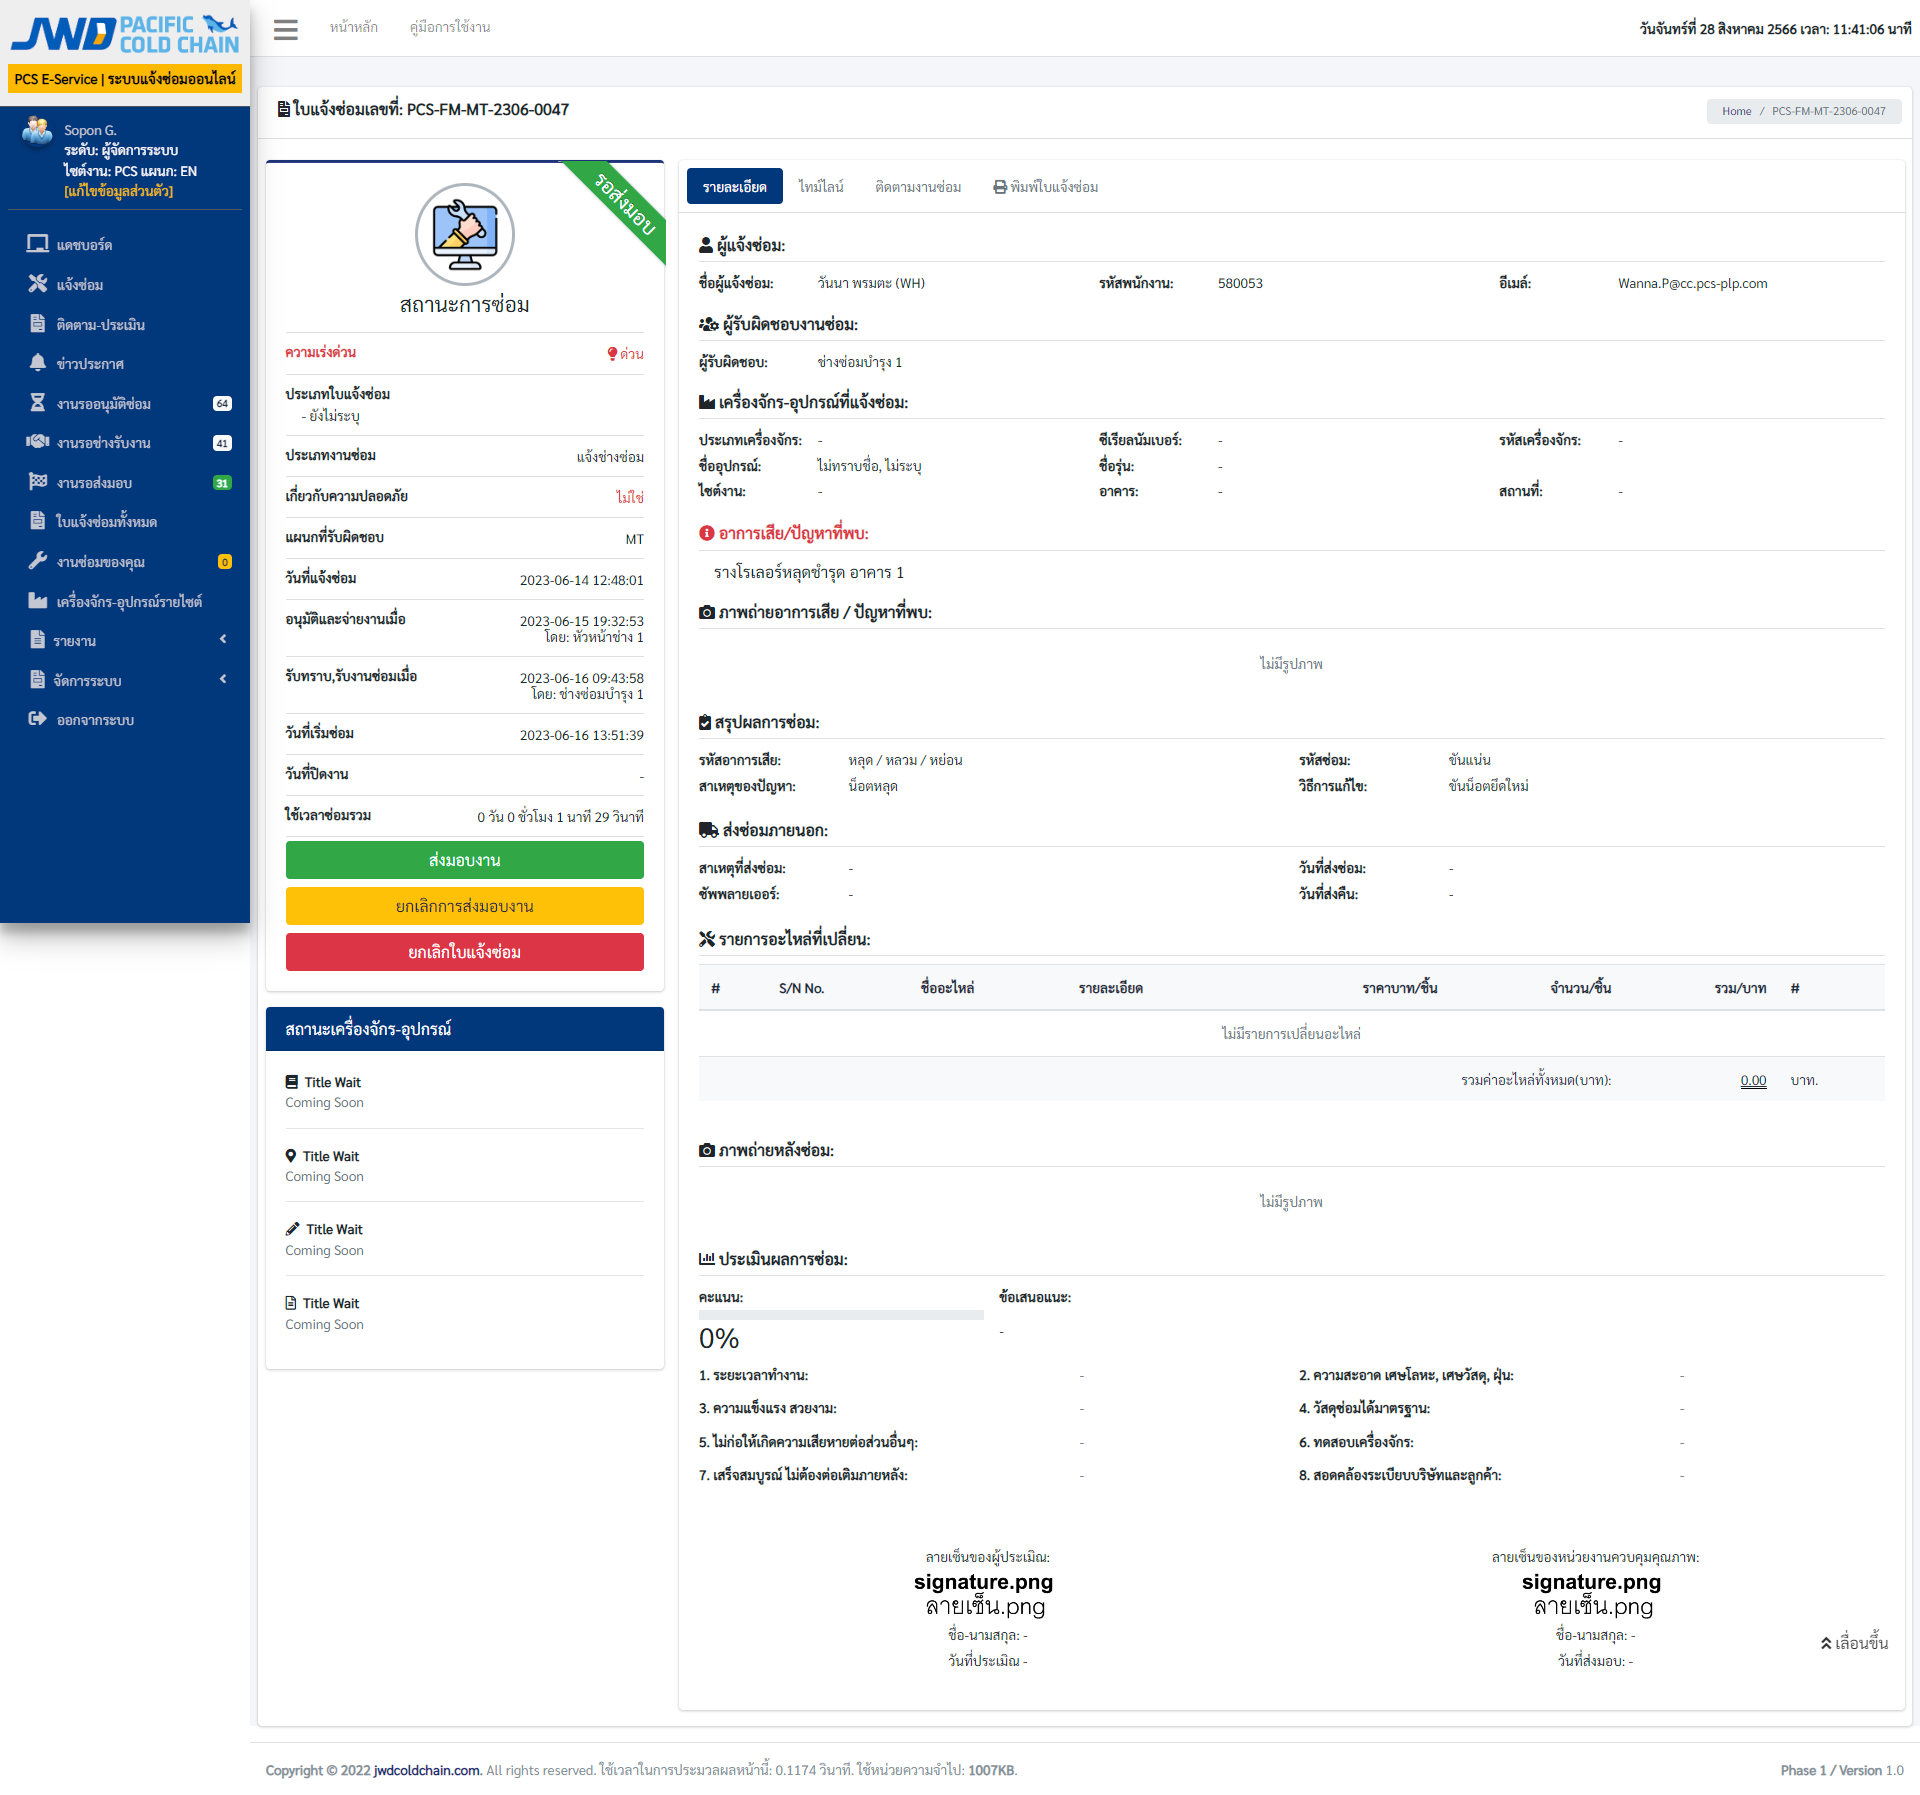 JWD PACIFIC COLD CHAIN
PCS E-Service | ระบบแจ้งซ่อมออนไลน์
Sopon G.
ระดับ: ผู้จัดการระบบ
ไซต์งาน: PCS แผนก: EN
[แก้ไขข้อมูลส่วนตัว]
แดชบอร์ด
แจ้งซ่อม
ติดตาม-ประเมิน
ข่าวประกาศ
งานรออนุมัติซ่อม 64
งานรอช่างรับงาน 41
งานรอส่งมอบ 31
ใบแจ้งซ่อมทั้งหมด
งานซ่อมของคุณ 0
เครื่องจักร-อุปกรณ์รายไซต์
รายงาน
จัดการระบบ
ออกจากระบบ
หน้าหลัก คู่มือการใช้งาน
วันจันทร์ที่ 28 สิงหาคม 2566 เวลา: 11:41:06 นาที
ใบแจ้งซ่อมเลขที่: PCS-FM-MT-2306-0047
Home / PCS-FM-MT-2306-0047
รอส่งมอบ
สถานะการซ่อม
ความเร่งด่วน ด่วน
ประเภทใบแจ้งซ่อม
- ยังไม่ระบุ
ประเภทงานซ่อม แจ้งช่างซ่อม
เกี่ยวกับความปลอดภัย ไม่ใช่
แผนกที่รับผิดชอบ MT
วันที่แจ้งซ่อม 2023-06-14 12:48:01
อนุมัติและจ่ายงานเมื่อ 2023-06-15 19:32:53
โดย: หัวหน้าช่าง 1
รับทราบ,รับงานซ่อมเมื่อ 2023-06-16 09:43:58
โดย: ช่างซ่อมบำรุง 1
วันที่เริ่มซ่อม 2023-06-16 13:51:39
วันที่ปิดงาน -
ใช้เวลาซ่อมรวม 0 วัน 0 ชั่วโมง 1 นาที 29 วินาที
ส่งมอบงาน
ยกเลิกการส่งมอบงาน
ยกเลิกใบแจ้งซ่อม
สถานะเครื่องจักร-อุปกรณ์
Title Wait
Coming Soon
Title Wait
Coming Soon
Title Wait
Coming Soon
Title Wait
Coming Soon
รายละเอียด ไทม์ไลน์ ติดตามงานซ่อม พิมพ์ใบแจ้งซ่อม
ผู้แจ้งซ่อม:
ชื่อผู้แจ้งซ่อม: วันนา พรมตะ (WH) รหัสพนักงาน: 580053 อีเมล์: Wanna.P@cc.pcs-plp.com
ผู้รับผิดชอบงานซ่อม:
ผู้รับผิดชอบ: ช่างซ่อมบำรุง 1
เครื่องจักร-อุปกรณ์ที่แจ้งซ่อม:
ประเภทเครื่องจักร: - ซีเรียลนัมเบอร์: - รหัสเครื่องจักร: -
ชื่ออุปกรณ์: ไม่ทราบชื่อ, ไม่ระบุ ชื่อรุ่น: -
ไซต์งาน: - อาคาร: - สถานที่: -
อาการเสีย/ปัญหาที่พบ:
รางโรเลอร์หลุดชำรุด อาคาร 1
ภาพถ่ายอาการเสีย / ปัญหาที่พบ:
ไม่มีรูปภาพ
สรุปผลการซ่อม:
รหัสอาการเสีย: หลุด / หลวม / หย่อน รหัสซ่อม: ขันแน่น
สาเหตุของปัญหา: น็อตหลุด วิธีการแก้ไข: ขันน็อตยึดใหม่
ส่งซ่อมภายนอก:
สาเหตุที่ส่งซ่อม: - วันที่ส่งซ่อม: -
ซัพพลายเออร์: - วันที่ส่งคืน: -
รายการอะไหล่ที่เปลี่ยน:
# S/N No. ชื่ออะไหล่ รายละเอียด ราคาบาท/ชิ้น จำนวน/ชิ้น รวม/บาท #
ไม่มีรายการเปลี่ยนอะไหล่
รวมค่าอะไหล่ทั้งหมด(บาท): 0.00 บาท.
ภาพถ่ายหลังซ่อม:
ไม่มีรูปภาพ
ประเมินผลการซ่อม:
คะแนน: ข้อเสนอแนะ:
0% -
1. ระยะเวลาทำงาน: - 2. ความสะอาด เศษโลหะ, เศษวัสดุ, ฝุ่น: -
3. ความแข็งแรง สวยงาม: - 4. วัสดุซ่อมได้มาตรฐาน: -
5. ไม่ก่อให้เกิดความเสียหายต่อส่วนอื่นๆ: - 6. ทดสอบเครื่องจักร: -
7. เสร็จสมบูรณ์ ไม่ต้องต่อเติมภายหลัง: - 8. สอดคล้องระเบียบบริษัทและลูกค้า: -
ลายเซ็นของผู้ประเมิณ: ลายเซ็นของหน่วยงานควบคุมคุณภาพ:
signature.png signature.png
ลายเซ็น.png ลายเซ็น.png
ชื่อ-นามสกุล: - ชื่อ-นามสกุล: -
วันที่ประเมิณ - วันที่ส่งมอบ: -
เลื่อนขึ้น
Copyright © 2022 jwdcoldchain.com. All rights reserved. ใช้เวลาในการประมวลผลหน้านี้: 0.1174 วินาที. ใช้หน่วยความจำไป: 1007KB.
Phase 1 / Version 1.0